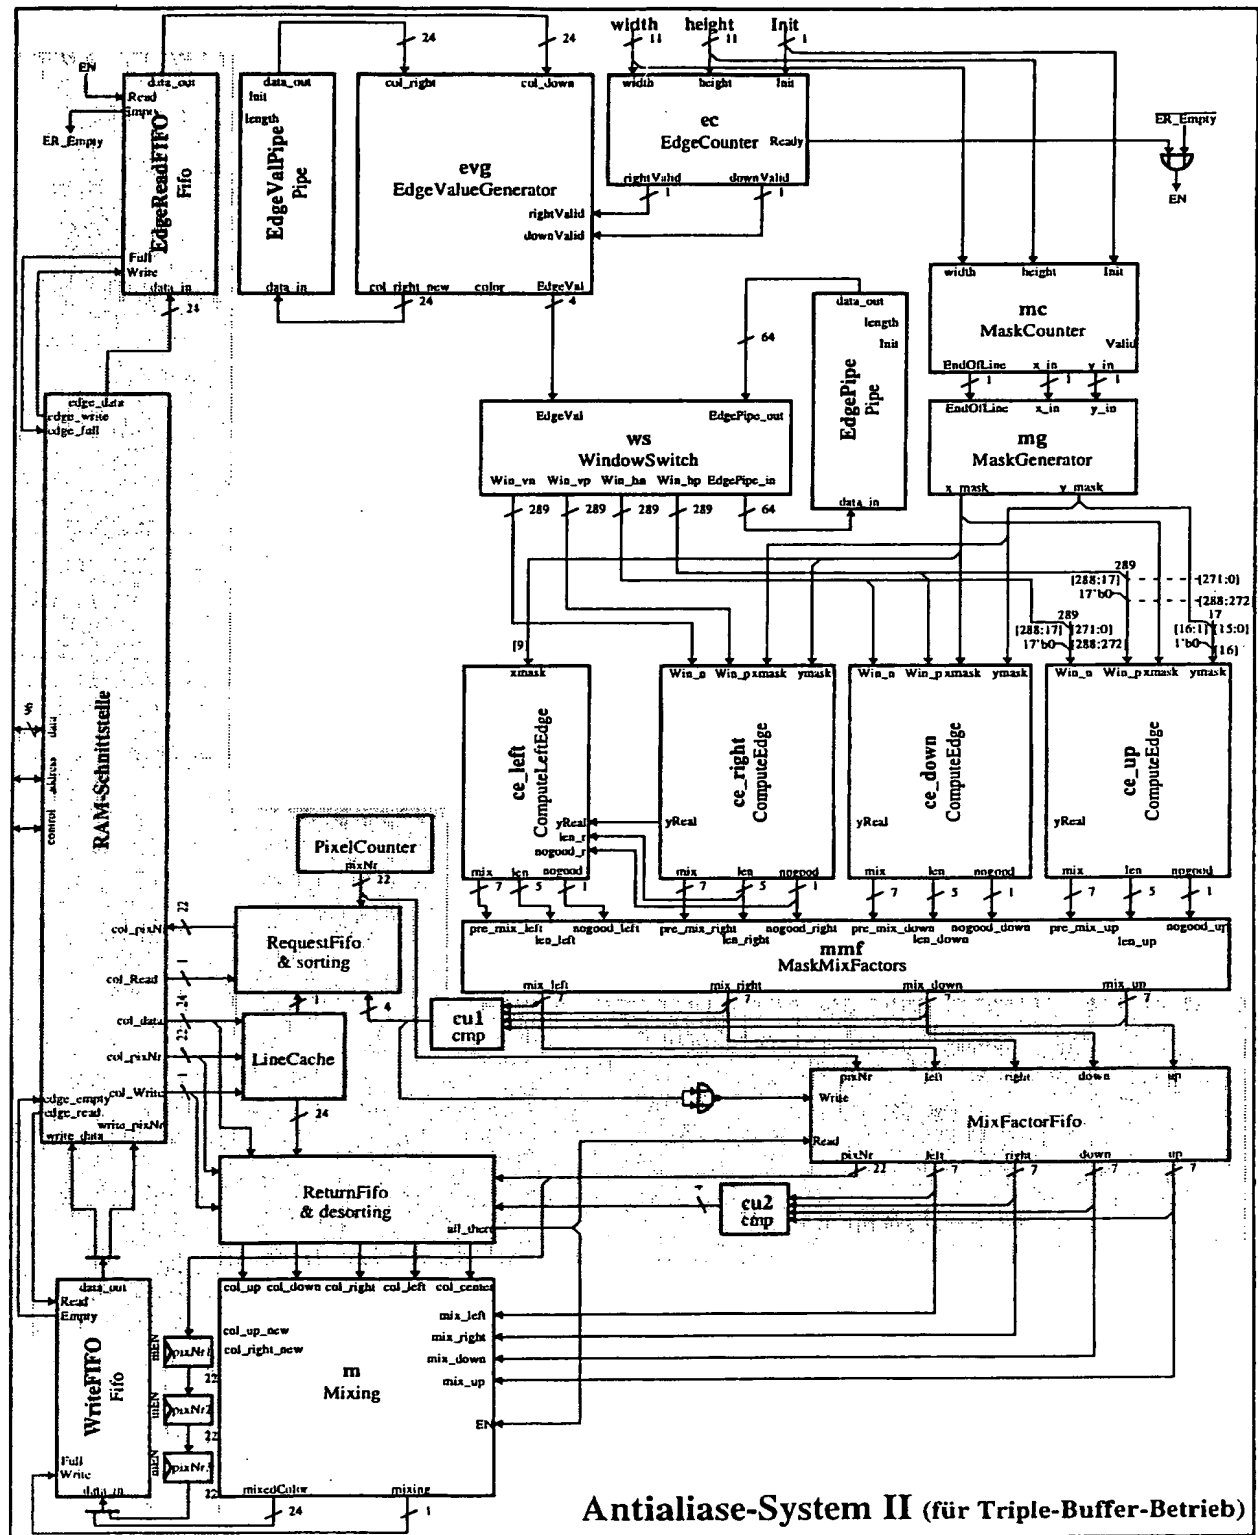 width height Init
24 24 11 11 1
EN
data_out data_out col_right col_down width height Init
Read Init
Empty length
ER_Empty
EdgeReadFIFO
Fifo
EdgeValPipe
Pipe
evg
EdgeValueGenerator
ec
EdgeCounter
Ready
ER_Empty
EN
rightValid downValid
1 1
rightValid
downValid
Full
Write
data_in data_in col_right_new color EdgeVal
24 24 4
width height Init
mc
MaskCounter
Valid
EndOfLine x_in y_in
1 1 1
data_out
length
Init
64
EdgePipe
Pipe
data_in
EndOfLine x_in y_in
mg
MaskGenerator
x_mask y_mask
EdgeVal EdgePipe_out
ws
WindowSwitch
Win_vn Win_vp Win_hn Win_hp EdgePipe_in
289 289 289 289 64
edge_data
edge_write
edge_full
289
[288:17] [271:0]
17'b0 [288:272]
289 17
[288:17] [271:0] [16:1] [15:0]
17'b0 [288:272] 1'b0 [16]
[9]
xmask Win_n Win_p xmask ymask Win_n Win_p xmask ymask Win_n Win_p xmask ymask
ce_left
ComputeLeftEdge
ce_right
ComputeEdge
ce_down
ComputeEdge
ce_up
ComputeEdge
yReal yReal yReal yReal
len_r
nogood_r
mix len nogood mix len nogood mix len nogood mix len nogood
7 5 1 7 5 1 7 5 1 7 5 1
data
address
control
RAM-Schnittstelle
PixelCounter
pixNr
22
pre_mix_left nogood_left pre_mix_right nogood_right pre_mix_down nogood_down pre_mix_up nogood_up
len_left len_right len_down len_up
mmf
MaskMixFactors
mix_left mix_right mix_down mix_up
7 7 7 7
col_pixN 22
RequestFifo
& sorting
col_Read 1
1 4
cu1
cmp
col_data 24
col_pixNr 22
col_Write 1
LineCache
24
pixNr left right down up
Write
MixFactorFifo
Read
pixNr left right down up
22 7 7 7 7
edge_empty
edge_read
write_pixNr
write_data
ReturnFifo
& desorting
all_there
cu2
cmp
data_out
Read
Empty
WriteFIFO
Fifo
Full
Write
data_in
mEN pixNr1
22
mEN pixNr2
22
mEN pixNr3
22
col_up col_down col_right col_left col_center
mix_left
col_up_new mix_right
col_right_new mix_down
m
Mixing
mix_up
EN
mixedColor mixing
24 1
Antialiase-System II (für Triple-Buffer-Betrieb)